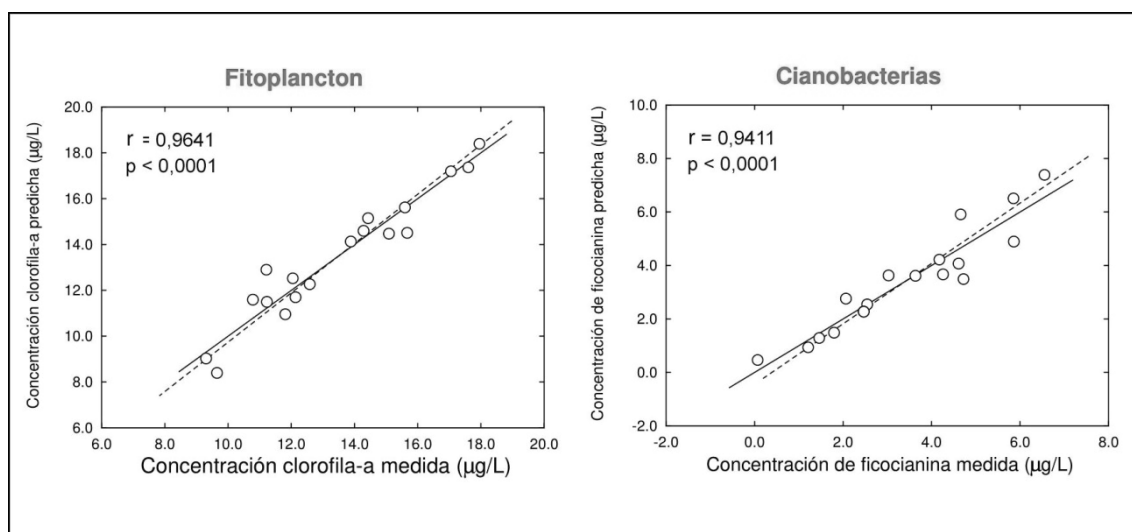 Fitoplancton
Concentración clorofila-a predicha (µg/L)
20.0
18.0
16.0
14.0
12.0
10.0
8.0
6.0
r = 0,9641
p < 0,0001
6.0 8.0 10.0 12.0 14.0 16.0 18.0 20.0
Concentración clorofila-a medida (µg/L)
Cianobacterias
Concentración de ficocianina predicha (µg/L)
10.0
8.0
6.0
4.0
2.0
0.0
-2.0
r = 0,9411
p < 0,0001
-2.0 0.0 2.0 4.0 6.0 8.0
Concentración de ficocianina medida (µg/L)